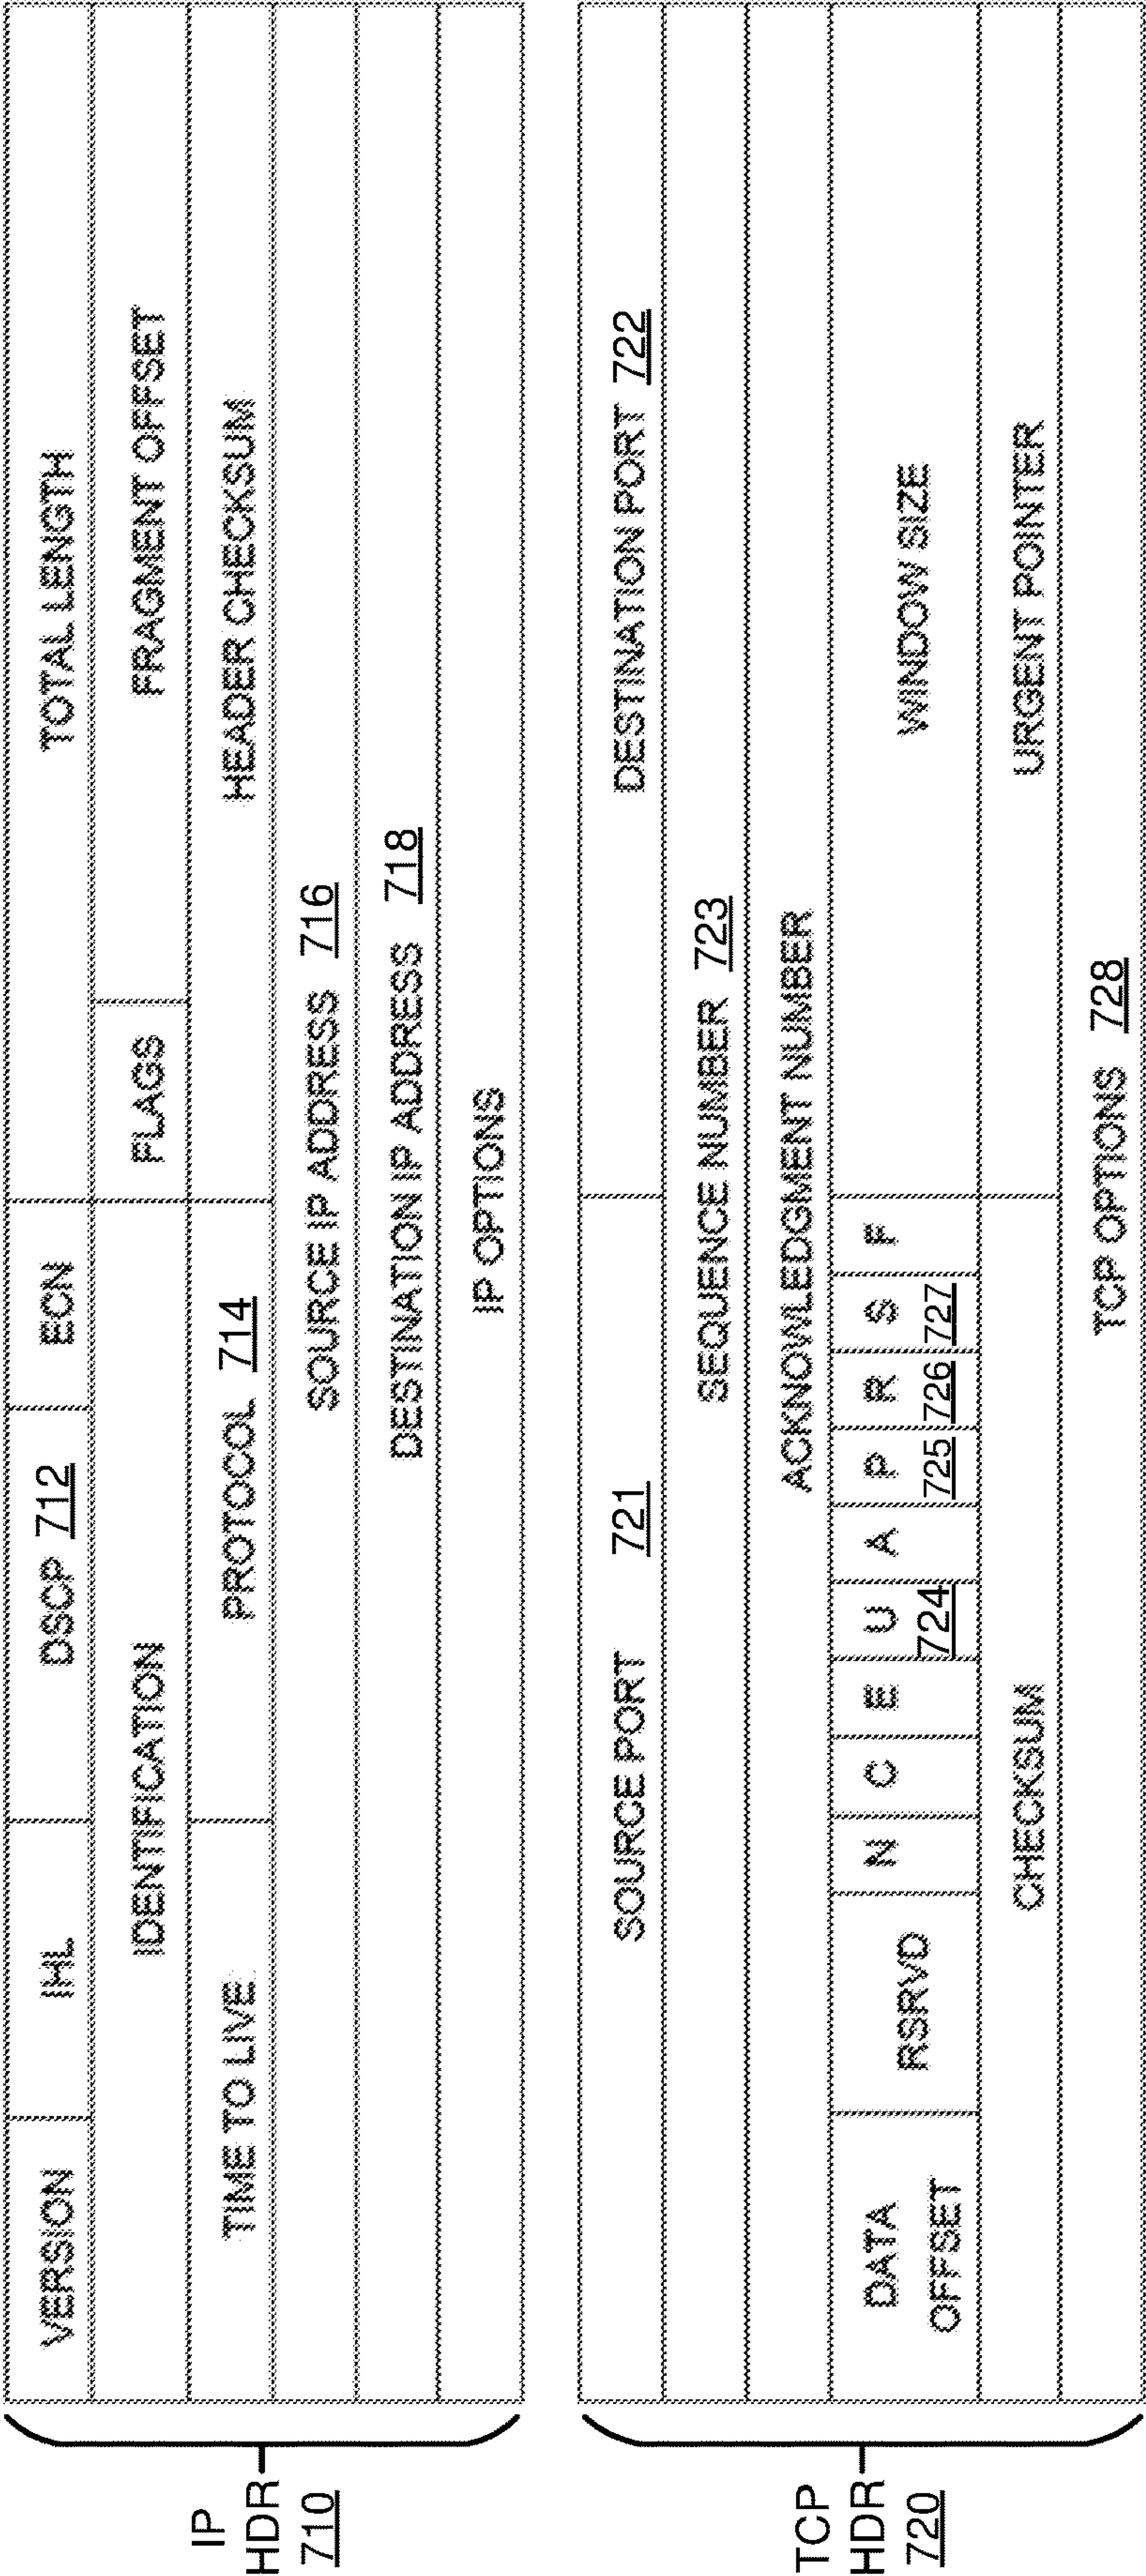 IP
HDR
710
VERSION IHL DSCP 712 ECN TOTAL LENGTH
IDENTIFICATION FLAGS FRAGMENT OFFSET
TIME TO LIVE PROTOCOL 714 HEADER CHECKSUM
SOURCE IP ADDRESS 716
DESTINATION IP ADDRESS 718
IP OPTIONS
TCP
HDR
720
SOURCE PORT 721 DESTINATION PORT 722
SEQUENCE NUMBER 723
ACKNOWLEDGMENT NUMBER
DATA
OFFSET
RSRVD
N C E U A P R S F
724 725 726 727
WINDOW SIZE
CHECKSUM URGENT POINTER
TCP OPTIONS 728